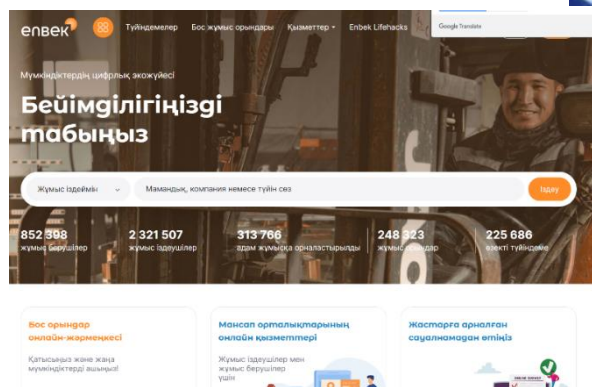 enbek
Түйіндемелер Бос жұмыс орындары Қызметтер Enbek Lifehacks
Google Translate
Мүмкіндіктердің цифрлық экожүйесі
Бейімділігіңізді
табыңыз
Жұмыс іздеймін Мамандық, компания немесе түйін сөз Іздеу
852 398 2 321 507 313 766 248 323 225 686
жұмыс берушілер жұмыс іздеушілер адам жұмысқа орналастырылды жұмыс орындар өзекті түйіндеме
Бос орындар
онлайн-жәрмеңкесі
Қатысыңыз және жаңа
мүмкіндіктерді ашыңыз!
Мансап орталықтарының
онлайн қызметтері
Жұмыс іздеушілер мен
жұмыс берушілер
үшін
Жастарға арналған
сауалнамадан өтіңіз